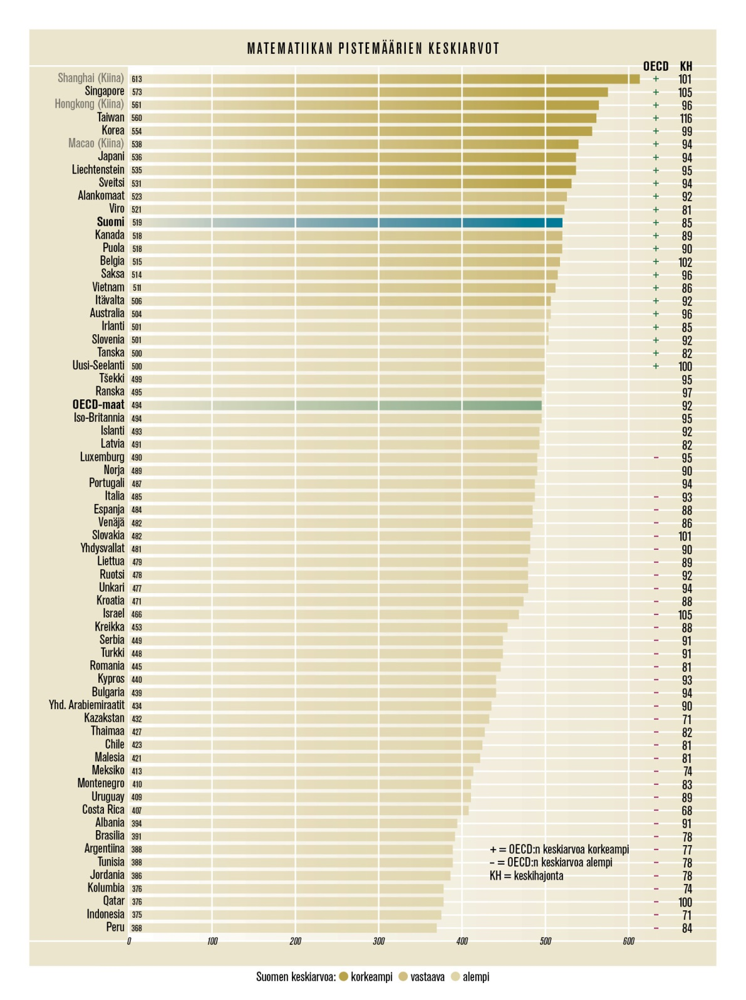 MATEMATIIKAN PISTEMÄÄRIEN KESKIARVOT
OECD KH
Shanghai (Kiina) 613 + 101
Singapore 573 + 105
Hongkong (Kiina) 561 + 96
Taiwan 560 + 116
Korea 554 + 99
Macao (Kiina) 538 + 94
Japani 536 + 94
Liechtenstein 535 + 95
Sveitsi 531 + 94
Alankomaat 523 + 92
Viro 521 + 81
Suomi 519 + 85
Kanada 518 + 89
Puola 518 + 90
Belgia 515 + 102
Saksa 514 + 96
Vietnam 511 + 86
Itävalta 506 + 92
Australia 504 + 96
Irlanti 501 + 85
Slovenia 501 + 92
Tanska 500 + 82
Uusi-Seelanti 500 + 100
Tšekki 499 95
Ranska 495 97
OECD-maat 494 92
Iso-Britannia 494 95
Islanti 493 92
Latvia 491 82
Luxemburg 490 – 95
Norja 489 90
Portugali 487 94
Italia 485 – 93
Espanja 484 – 88
Venäjä 482 – 86
Slovakia 482 – 101
Yhdysvallat 481 – 90
Liettua 479 – 89
Ruotsi 478 – 92
Unkari 477 – 94
Kroatia 471 – 88
Israel 466 – 105
Kreikka 453 – 88
Serbia 449 – 91
Turkki 448 – 91
Romania 445 – 81
Kypros 440 – 93
Bulgaria 439 – 94
Yhd. Arabiemiraatit 434 – 90
Kazakstan 432 – 71
Thaimaa 427 – 82
Chile 423 – 81
Malesia 421 – 81
Meksiko 413 – 74
Montenegro 410 – 83
Uruguay 409 – 89
Costa Rica 407 – 68
Albania 394 – 91
Brasilia 391 – 78
Argentiina 388 + = OECD:n keskiarvoa korkeampi – 77
Tunisia 388 – = OECD:n keskiarvoa alempi – 78
Jordania 386 KH = keskihajonta – 78
Kolumbia 376 – 74
Qatar 376 – 100
Indonesia 375 – 71
Peru 368 – 84
0 100 200 300 400 500 600
Suomen keskiarvoa: korkeampi vastaava alempi